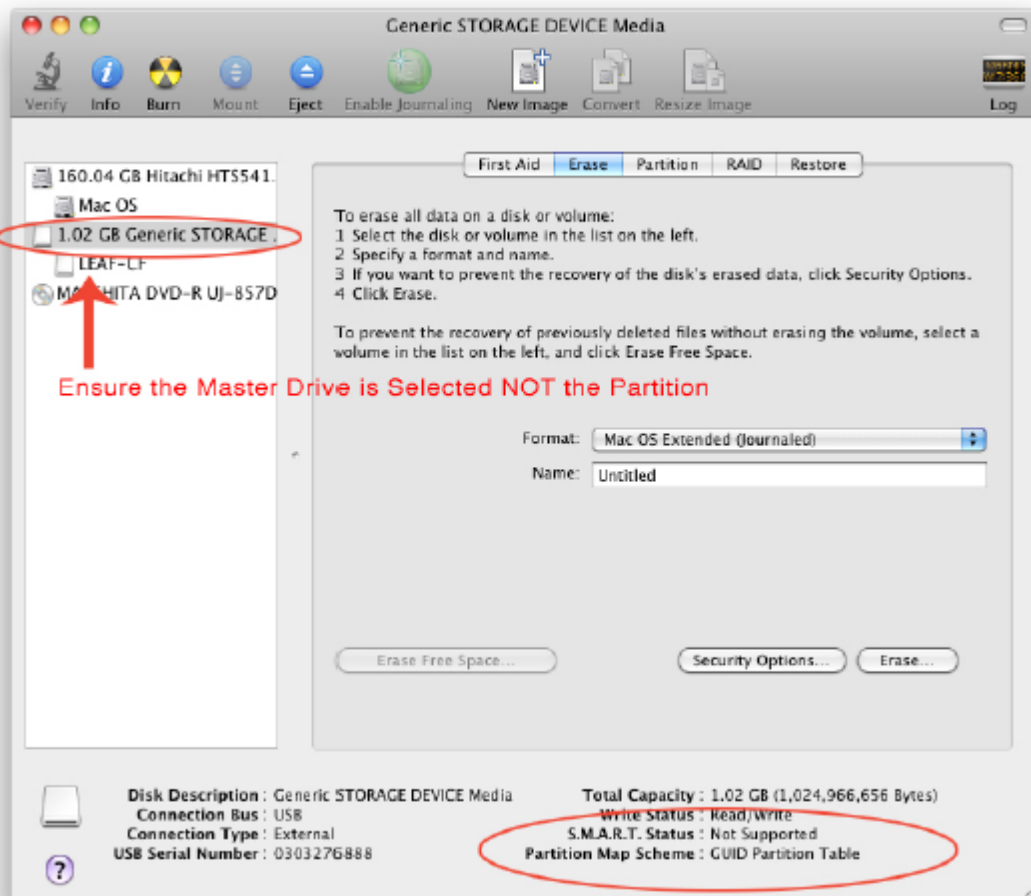 Generic STORAGE DEVICE Media
Verify Info Burn Mount Eject Enable Journaling New Image Convert Resize Image Log
First Aid Erase Partition RAID Restore
160.04 GB Hitachi HTS541.
Mac OS
1.02 GB Generic STORAGE .
LEAF-CF
DVD-R UJ-857D
To erase all data on a disk or volume:
1 Select the disk or volume in the list on the left.
2 Specify a format and name.
3 If you want to prevent the recovery of the disk's erased data, click Security Options.
4 Click Erase.
To prevent the recovery of previously deleted files without erasing the volume, select a
volume in the list on the left, and click Erase Free Space.
Ensure the Master Drive is Selected NOT the Partition
Format: Mac OS Extended (Journaled)
Name: Untitled
Erase Free Space... Security Options... Erase...
Disk Description : Generic STORAGE DEVICE Media Total Capacity : 1.02 GB (1,024,966,656 Bytes)
Connection Bus : USB Write Status : Read/Write
Connection Type : External S.M.A.R.T. Status : Not Supported
USB Serial Number : 0303276888 Partition Map Scheme : GUID Partition Table
?